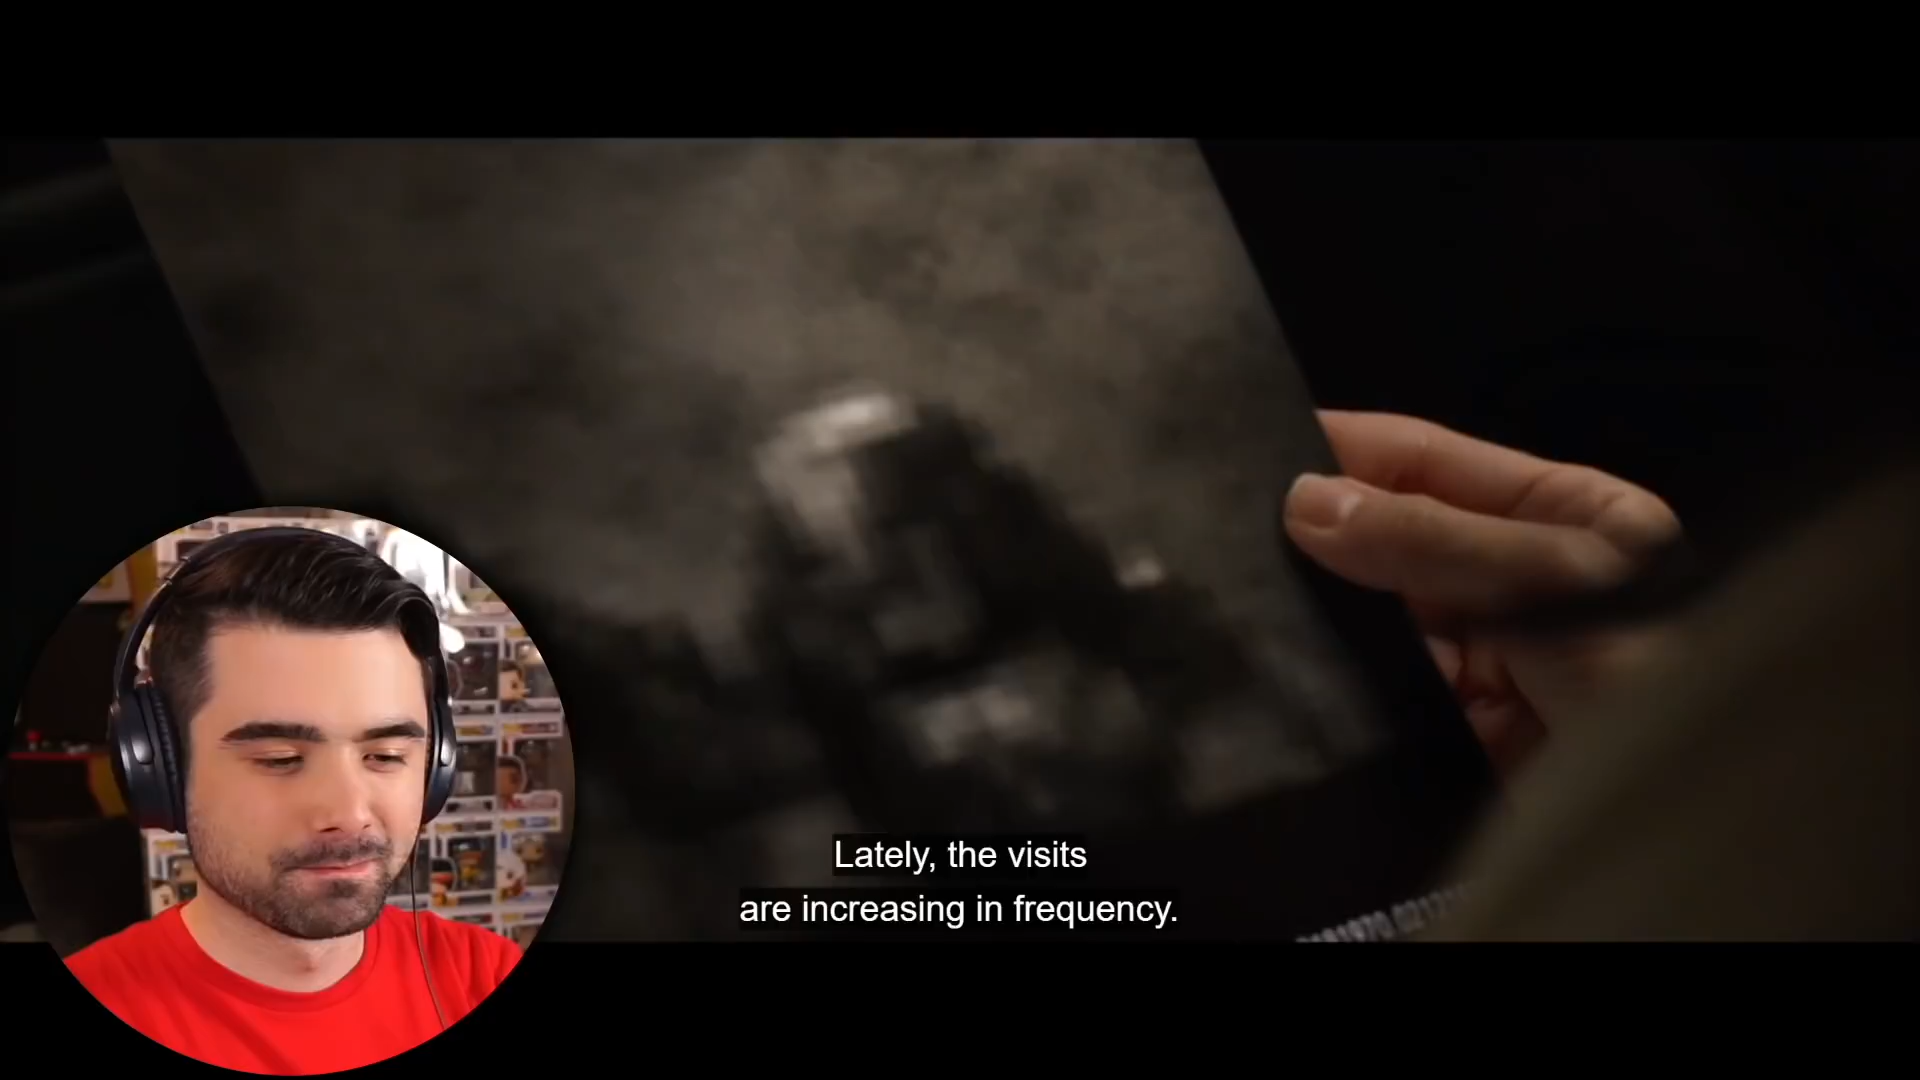 Lately, the visits
are increasing in frequency.